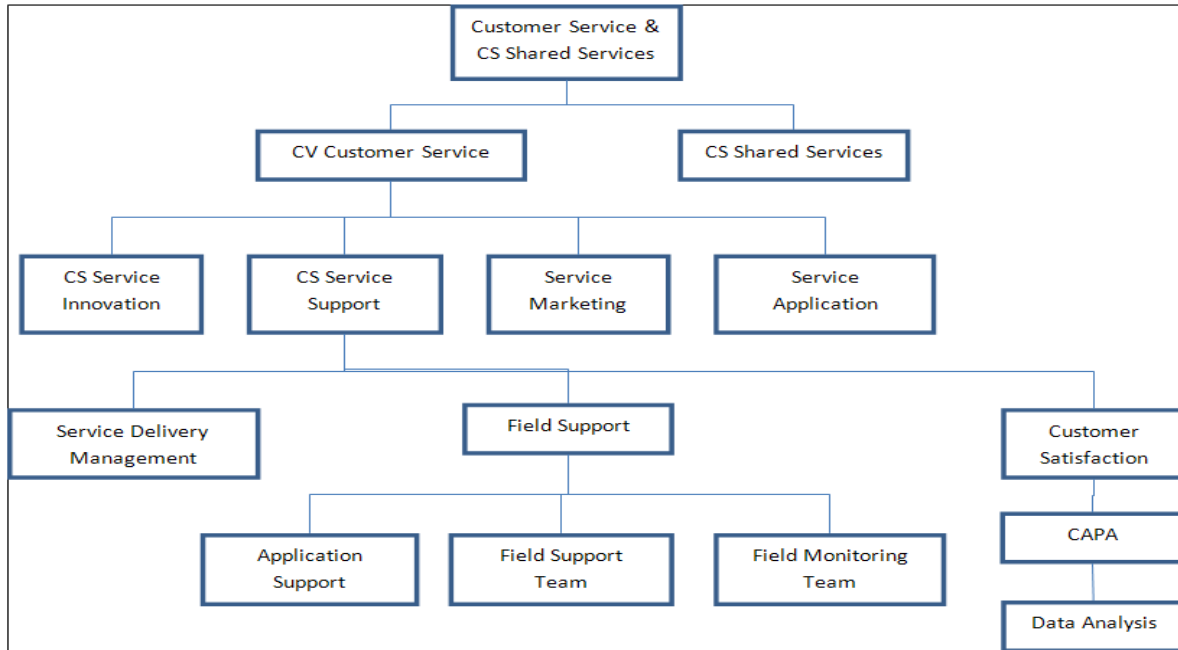 Customer Service &
CS Shared Services
CV Customer Service
CS Shared Services
CS Service
Innovation
CS Service
Support
Service
Marketing
Service
Application
Service Delivery
Management
Field Support
Customer
Satisfaction
Application
Support
Field Support
Team
Field Monitoring
Team
CAPA
Data Analysis